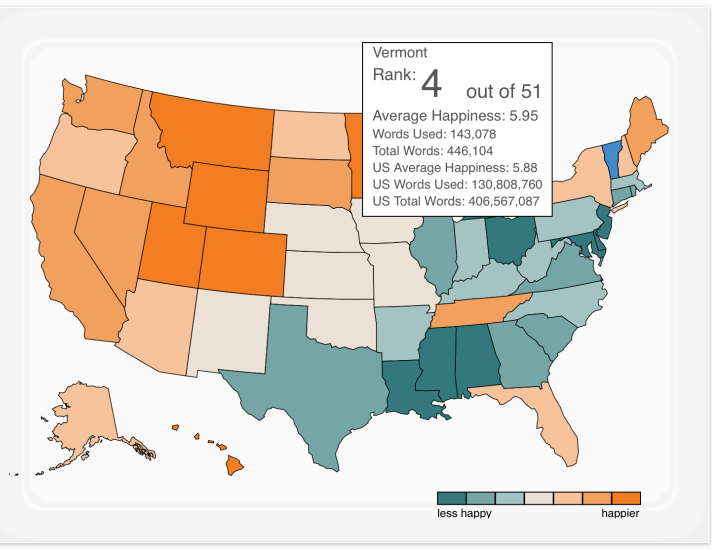 Vermont
Rank: 4 out of 51
Average Happiness: 5.95
Words Used: 143,078
Total Words: 446,104
US Average Happiness: 5.88
US Words Used: 130,808,760
US Total Words: 406,567,087
less happy happier